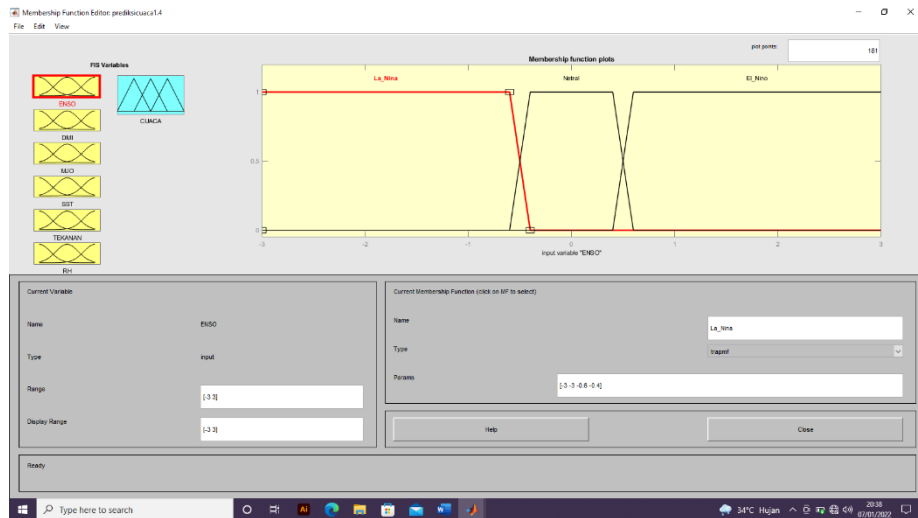 Membership Function Editor: prediksicuaca1.4
File Edit View
FIS Variables
ENSO
DMI
MJO
SST
TEKANAN
RH
CUACA
plot points:
181
Membership function plots
La_Nina
Netral
El_Nino
1
0.5
0
-3
-2
-1
0
1
2
3
input variable "ENSO"
Current Variable
Name
ENSO
Type
input
Range
[-3 3]
Display Range
[-3 3]
Current Membership Function (click on MF to select)
Name
La_Nina
Type
trapmf
Params
[-3 -3 -0.6 -0.4]
Help
Close
Ready
Type here to search
Ai
34°C Hujan
20:38
07/01/2022